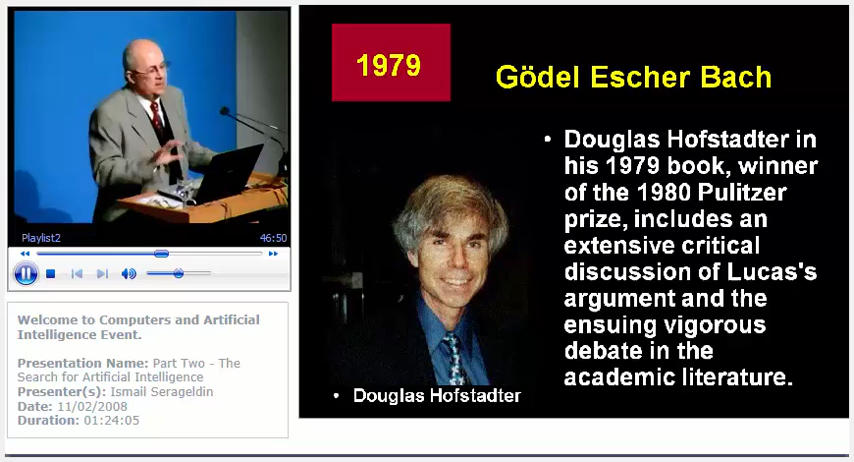 Playlist2 46:50
Welcome to Computers and Artificial
Intelligence Event.
Presentation Name: Part Two - The
Search for Artificial Intelligence
Presenter(s): Ismail Serageldin
Date: 11/02/2008
Duration: 01:24:05
1979
Gödel Escher Bach
• Douglas Hofstadter in
his 1979 book, winner
of the 1980 Pulitzer
prize, includes an
extensive critical
discussion of Lucas's
argument and the
ensuing vigorous
debate in the
academic literature.
• Douglas Hofstadter